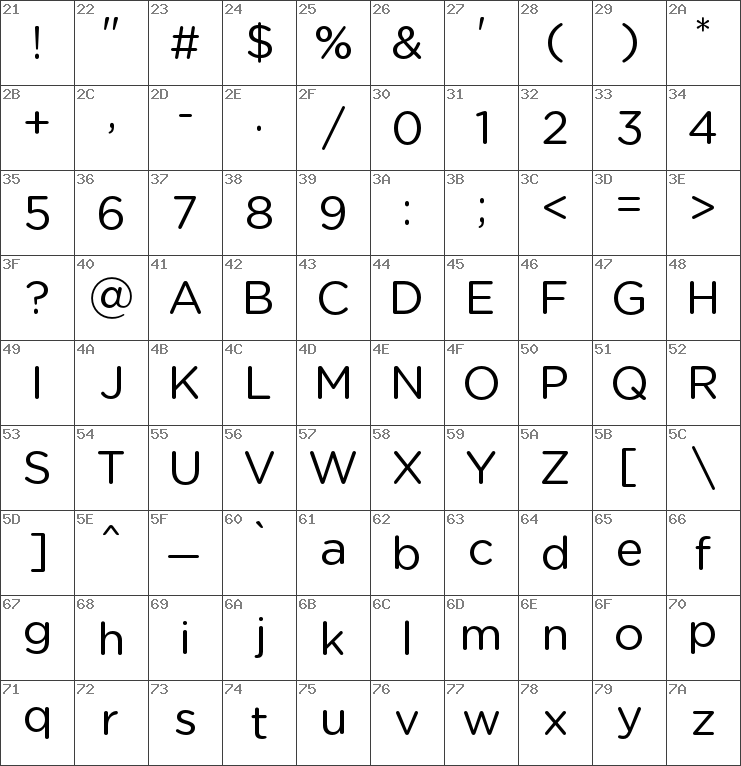 21 22 23 24 25 26 27 28 29 2A
! " # $ % & ' ( ) *
2B 2C 2D 2E 2F 30 31 32 33 34
+ , - . / 0 1 2 3 4
35 36 37 38 39 3A 3B 3C 3D 3E
5 6 7 8 9 : ; < = >
3F 40 41 42 43 44 45 46 47 48
? @ A B C D E F G H
49 4A 4B 4C 4D 4E 4F 50 51 52
I J K L M N O P Q R
53 54 55 56 57 58 59 5A 5B 5C
S T U V W X Y Z [ \
5D 5E 5F 60 61 62 63 64 65 66
] ^ _ ` a b c d e f
67 68 69 6A 6B 6C 6D 6E 6F 70
g h i j k l m n o p
71 72 73 74 75 76 77 78 79 7A
q r s t u v w x y z